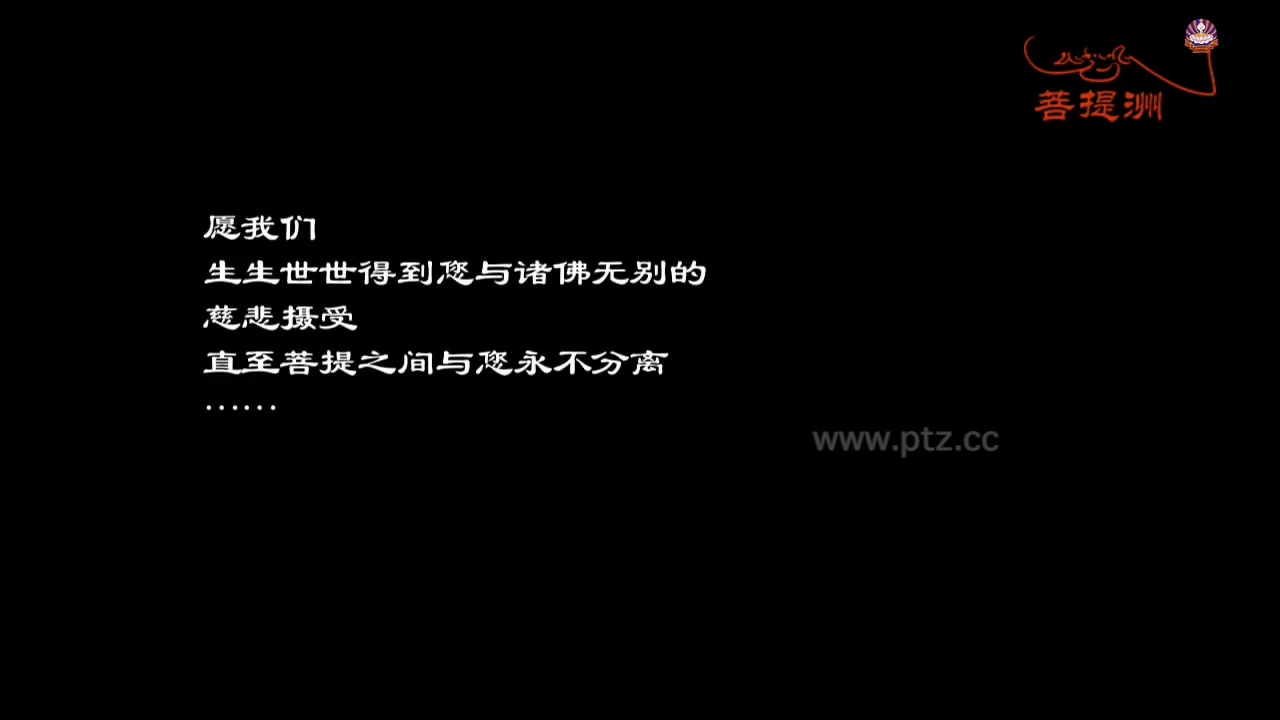 菩提洲
愿我们
生生世世得到您与诸佛无别的
慈悲摄受
直至菩提之间与您永不分离
……
www.ptz.cc